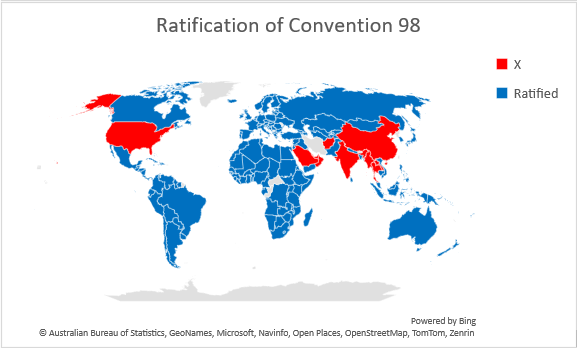 Ratification of Convention 98
X
Ratified
Powered by Bing
© Australian Bureau of Statistics, GeoNames, Microsoft, Navinfo, Open Places, OpenStreetMap, TomTom, Zenrin